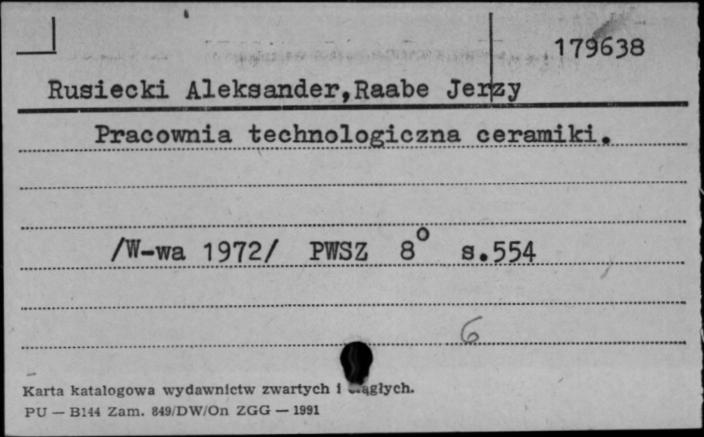 179638
Rusiecki Aleksander,Raabe Jerzy
Pracownia technologiczna ceramiki.
/W-wa 1972/ PWSZ 8° s.554
6
Karta katalogowa wydawnictw zwartych i ciągłych.
PU — B144 Zam. 849/DW/On ZGG — 1991